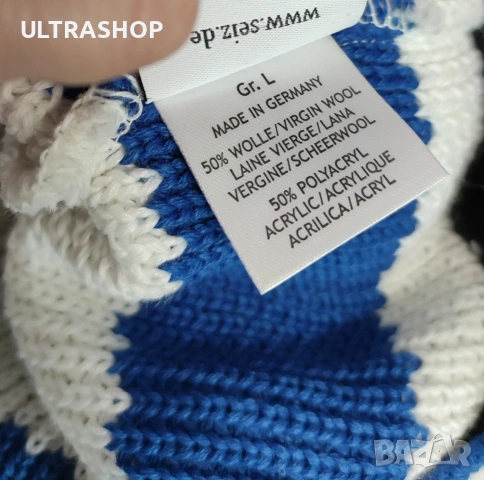 ULTRASHOP
www.seiz.de
Gr. L
MADE IN GERMANY
50% WOLLE/VIRGIN WOOL
LAINE VIERGE/LANA
VERGINE/SCHEERWOOL
50% POLYACRYL
ACRYLIC/ACRYLIQUE
ACRILICA/ACRYL
BAZAR